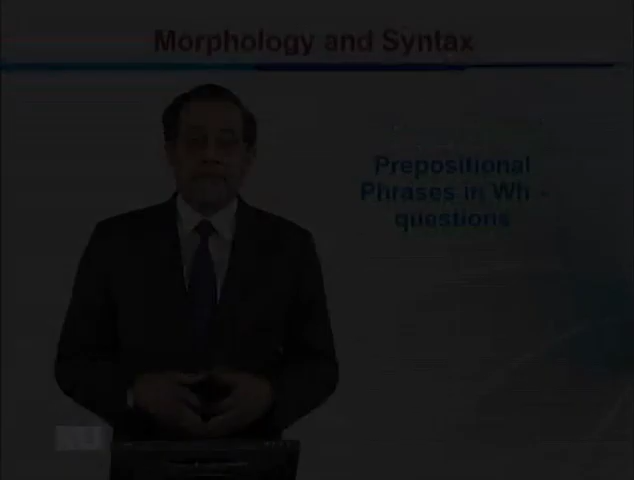 Morphology and Syntax
Prepositional
Phrases in Wh -
questions